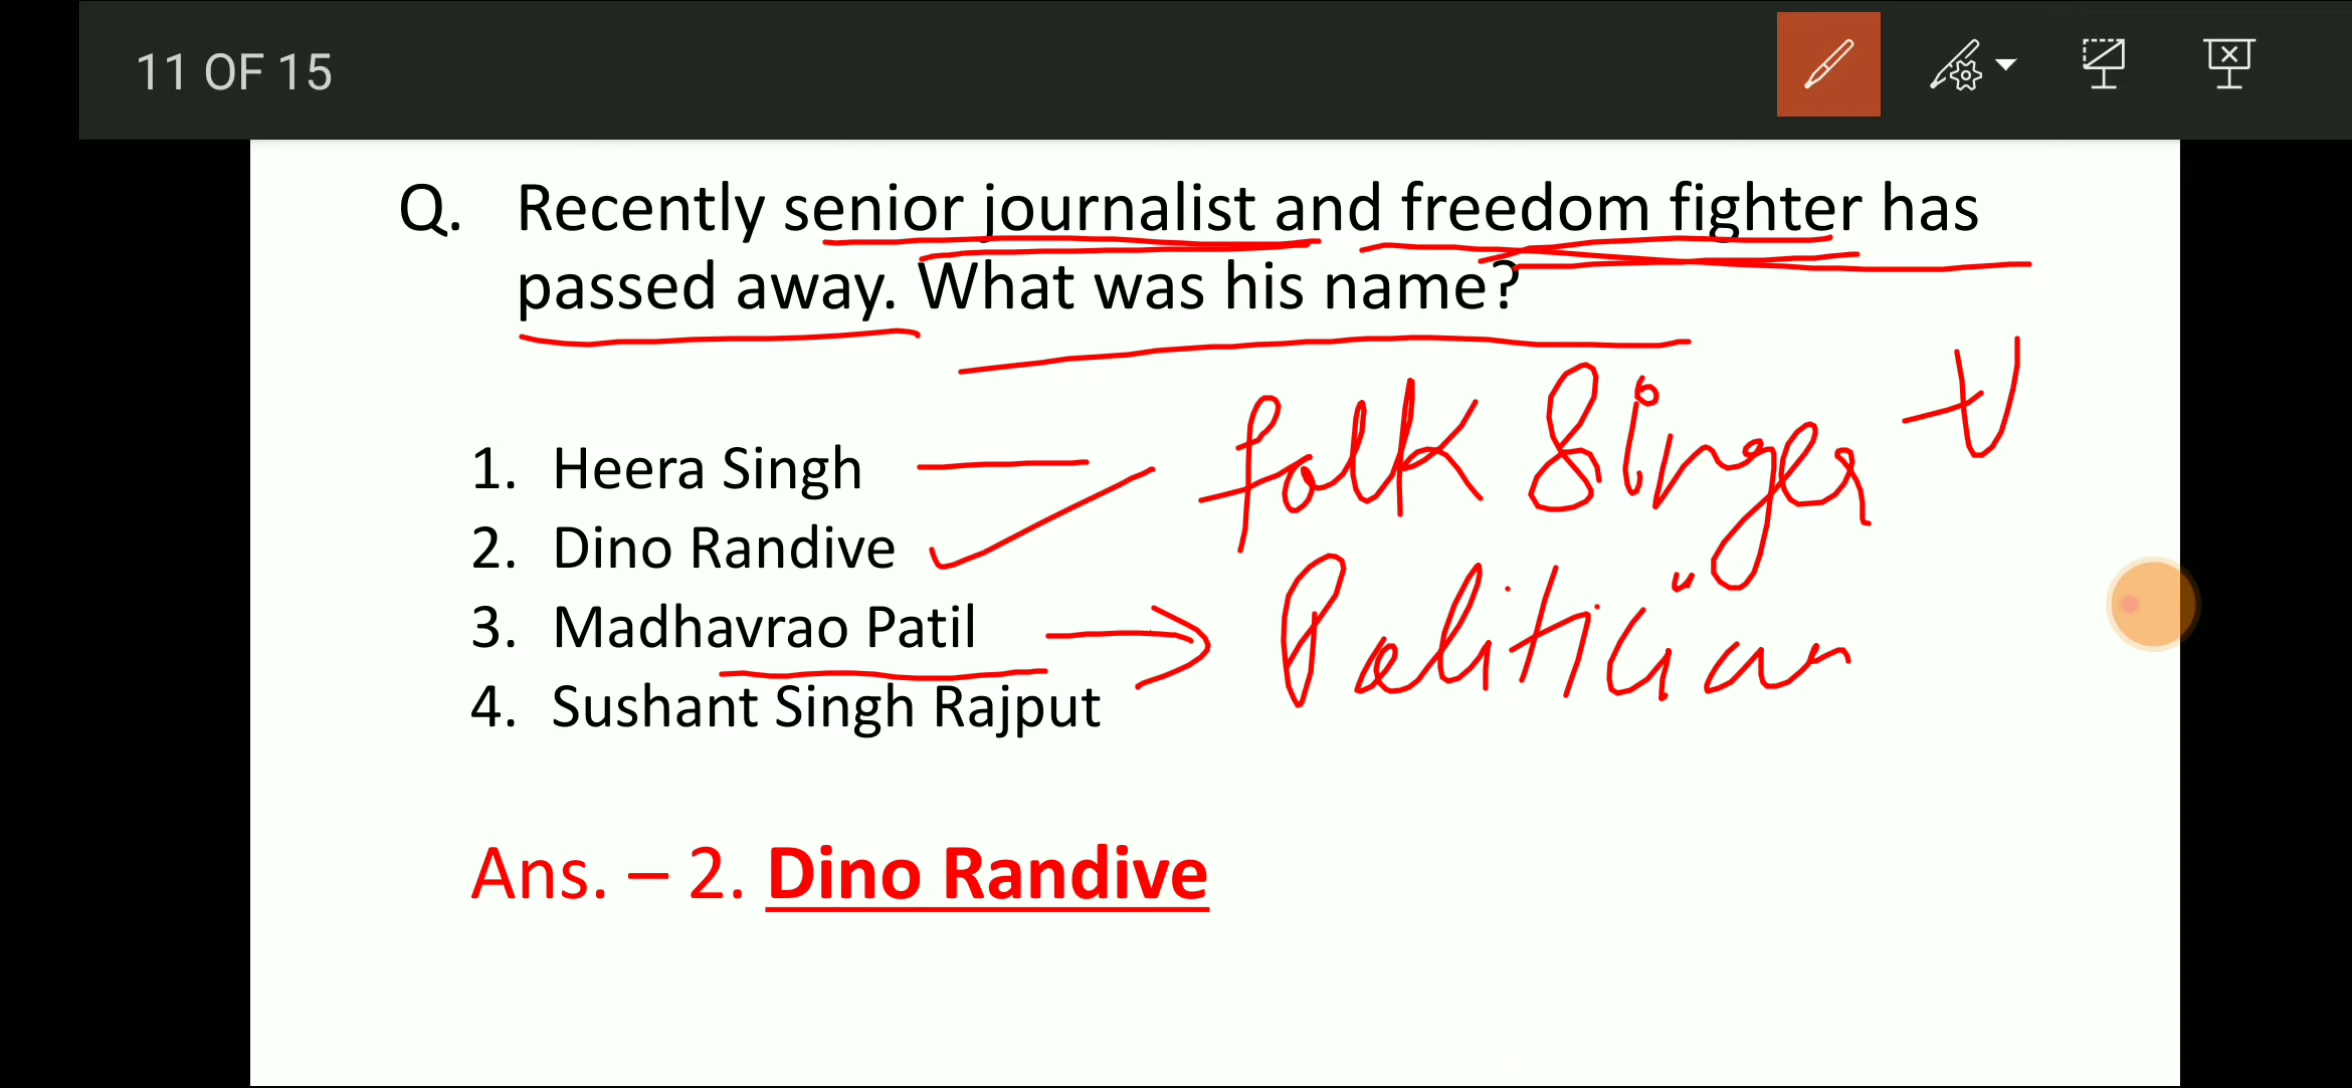 11 OF 15
Q. Recently senior journalist and freedom fighter has
passed away. What was his name?
1. Heera Singh
folk Singer
2. Dino Randive
3. Madhavrao Patil
Politician
4. Sushant Singh Rajput
Ans. – 2. Dino Randive